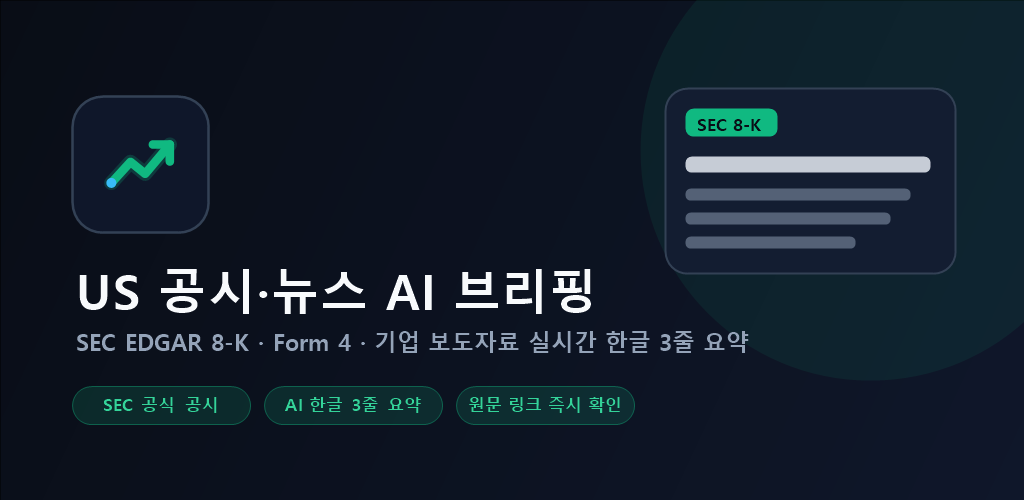 SEC 8-K
US 공시·뉴스 AI 브리핑
SEC EDGAR 8-K · Form 4 · 기업 보도자료 실시간 한글 3줄 요약
SEC 공식 공시
AI 한글 3줄 요약
원문 링크 즉시 확인